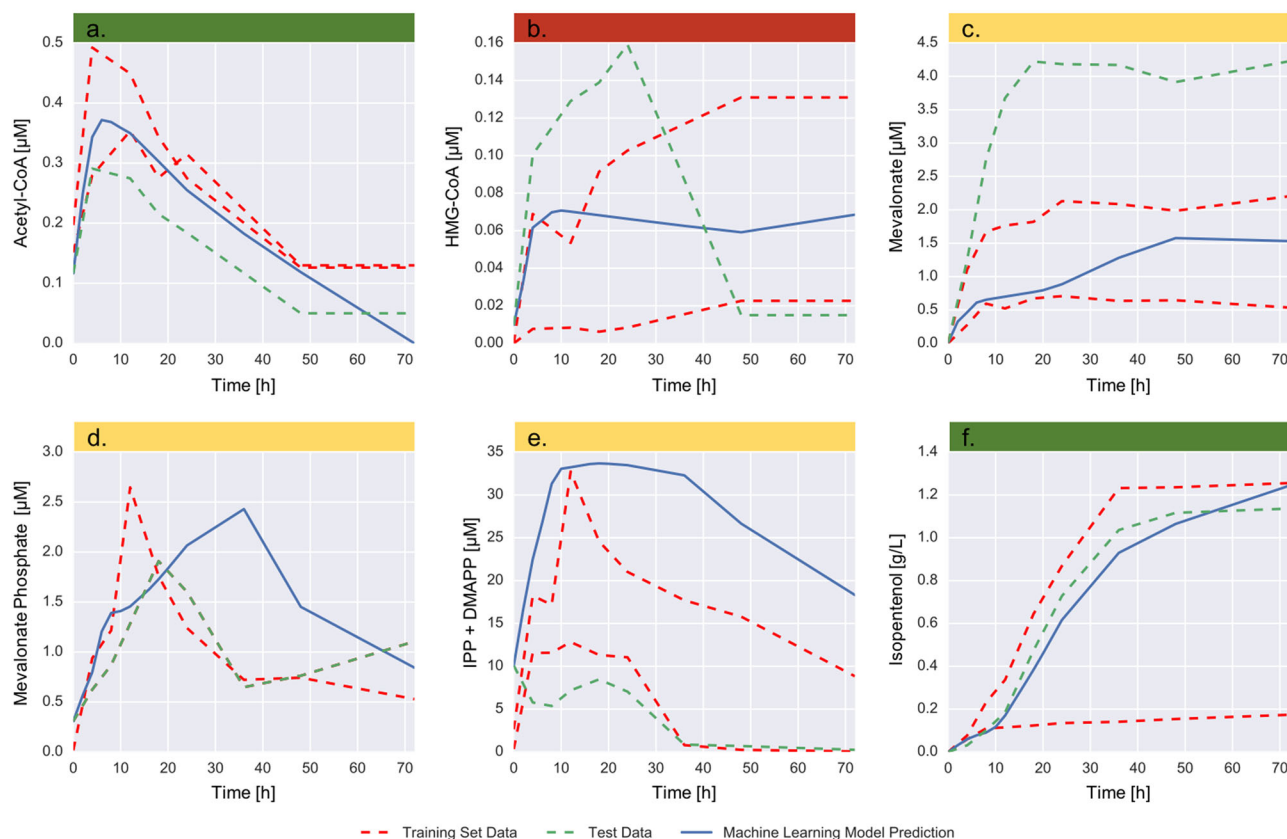 a.
0.5
0.4
0.3
0.2
0.1
0.0
Acetyl-CoA [µM]
0 10 20 30 40 50 60 70
Time [h]
b.
0.16
0.14
0.12
0.10
0.08
0.06
0.04
0.02
0.00
HMG-CoA [µM]
0 10 20 30 40 50 60 70
Time [h]
c.
4.5
4.0
3.5
3.0
2.5
2.0
1.5
1.0
0.5
0.0
Mevalonate [µM]
0 10 20 30 40 50 60 70
Time [h]
d.
3.0
2.5
2.0
1.5
1.0
0.5
0.0
Mevalonate Phosphate [µM]
0 10 20 30 40 50 60 70
Time [h]
e.
35
30
25
20
15
10
5
0
IPP + DMAPP [µM]
0 10 20 30 40 50 60 70
Time [h]
f.
1.4
1.2
1.0
0.8
0.6
0.4
0.2
0.0
Isopentenol [g/L]
0 10 20 30 40 50 60 70
Time [h]
Training Set Data Test Data Machine Learning Model Prediction